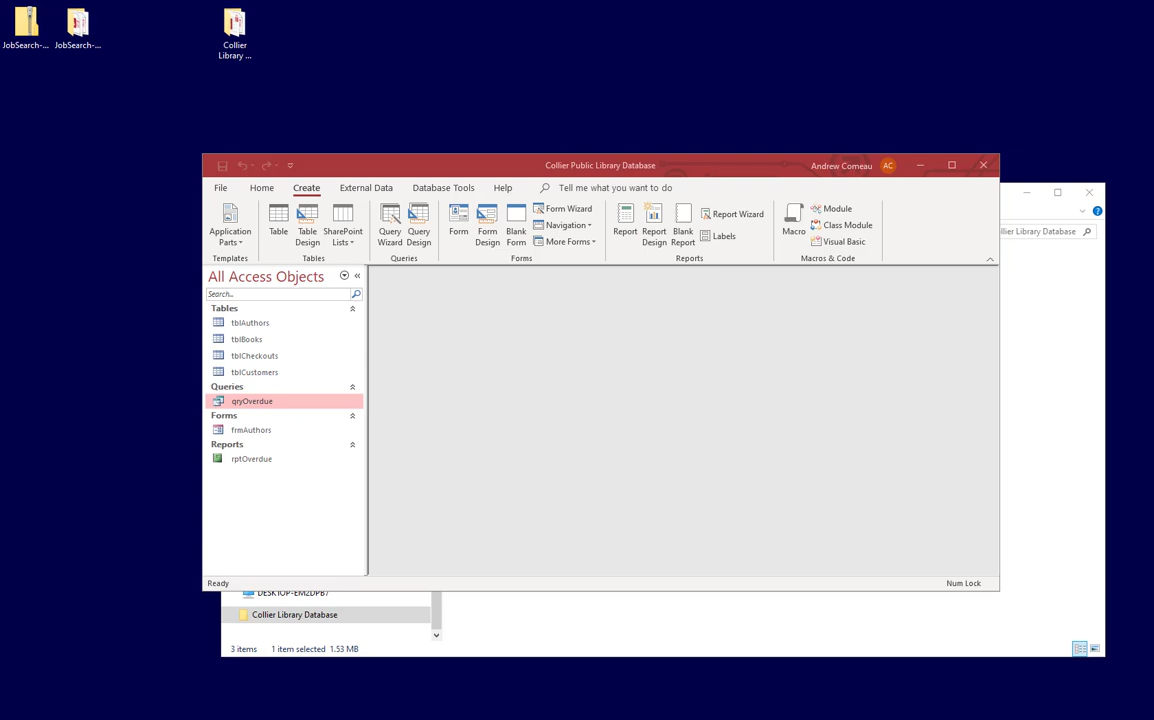 JobSearch-...
JobSearch-...
Collier
Library ...
Collier Public Library Database
Andrew Comeau
AC
File
Home
Create
External Data
Database Tools
Help
Tell me what you want to do
Application
Parts
Templates
Table
Table
Design
SharePoint
Lists
Tables
Query
Wizard
Query
Design
Queries
Form
Form
Design
Blank
Form
Form Wizard
Navigation
More Forms
Forms
Report
Report
Design
Blank
Report
Report Wizard
Labels
Reports
Macro
Module
Class Module
Visual Basic
Macros & Code
All Access Objects
Search...
Tables
tblAuthors
tblBooks
tblCheckouts
tblCustomers
Queries
qryOverdue
Forms
frmAuthors
Reports
rptOverdue
Ready
Num Lock
llier Library Database
DESKTOP-EM2DPB7
Collier Library Database
3 items
1 item selected 1.53 MB